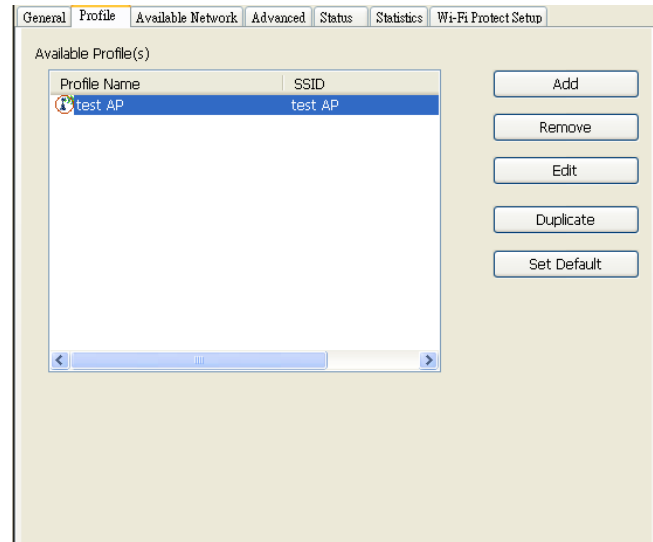 General Profile Available Network Advanced Status Statistics Wi-Fi Protect Setup
Available Profile(s)
Profile Name SSID
test AP test AP
Add
Remove
Edit
Duplicate
Set Default